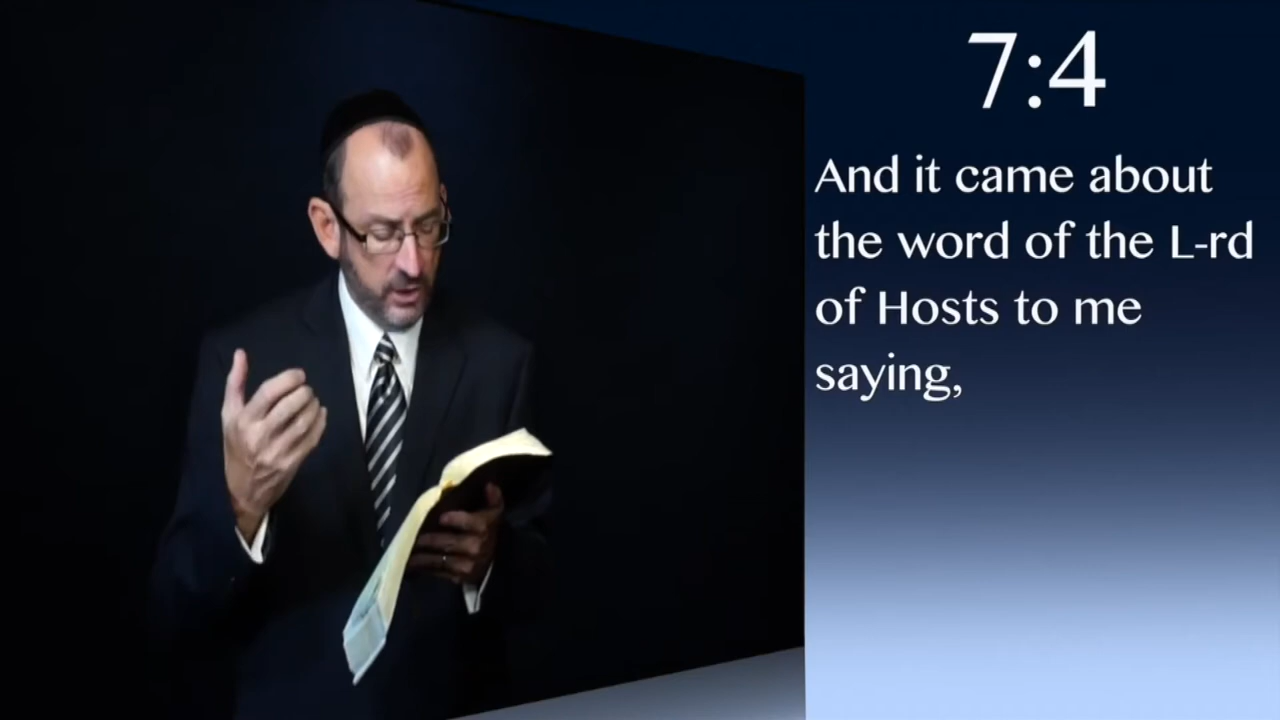 7:4
And it came about
the word of the L-rd
of Hosts to me
saying,